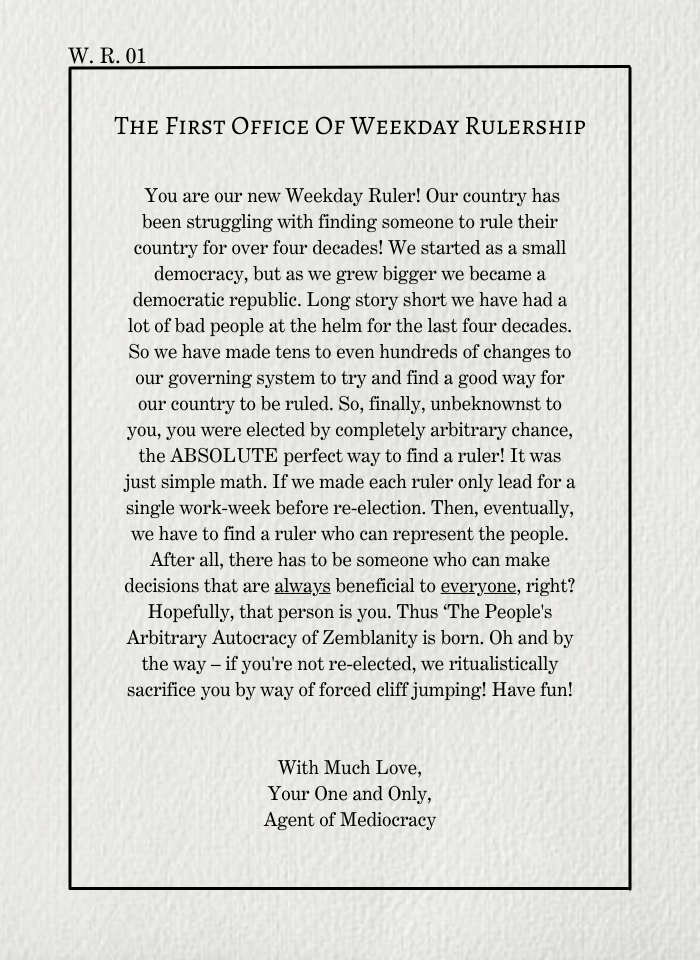 W. R. 01
The First Office Of Weekday Rulership
You are our new Weekday Ruler! Our country has
been struggling with finding someone to rule their
country for over four decades! We started as a small
democracy, but as we grew bigger we became a
democratic republic. Long story short we have had a
lot of bad people at the helm for the last four decades.
So we have made tens to even hundreds of changes to
our governing system to try and find a good way for
our country to be ruled. So, finally, unbeknownst to
you, you were elected by completely arbitrary chance,
the ABSOLUTE perfect way to find a ruler! It was
just simple math. If we made each ruler only lead for a
single work-week before re-election. Then, eventually,
we have to find a ruler who can represent the people.
After all, there has to be someone who can make
decisions that are always beneficial to everyone, right?
Hopefully, that person is you. Thus ‘The People's
Arbitrary Autocracy of Zemblanity is born. Oh and by
the way – if you're not re-elected, we ritualistically
sacrifice you by way of forced cliff jumping! Have fun!
With Much Love,
Your One and Only,
Agent of Mediocracy